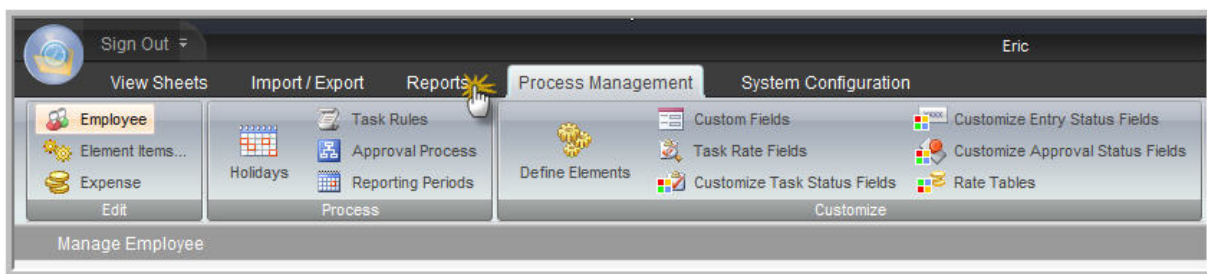 Sign Out
Eric
View Sheets Import / Export Reports Process Management System Configuration
Employee Task Rules Custom Fields Customize Entry Status Fields
Element Items... Approval Process Task Rate Fields Customize Approval Status Fields
Holidays Define Elements
Expense Reporting Periods Customize Task Status Fields Rate Tables
Edit Process Customize
Manage Employee